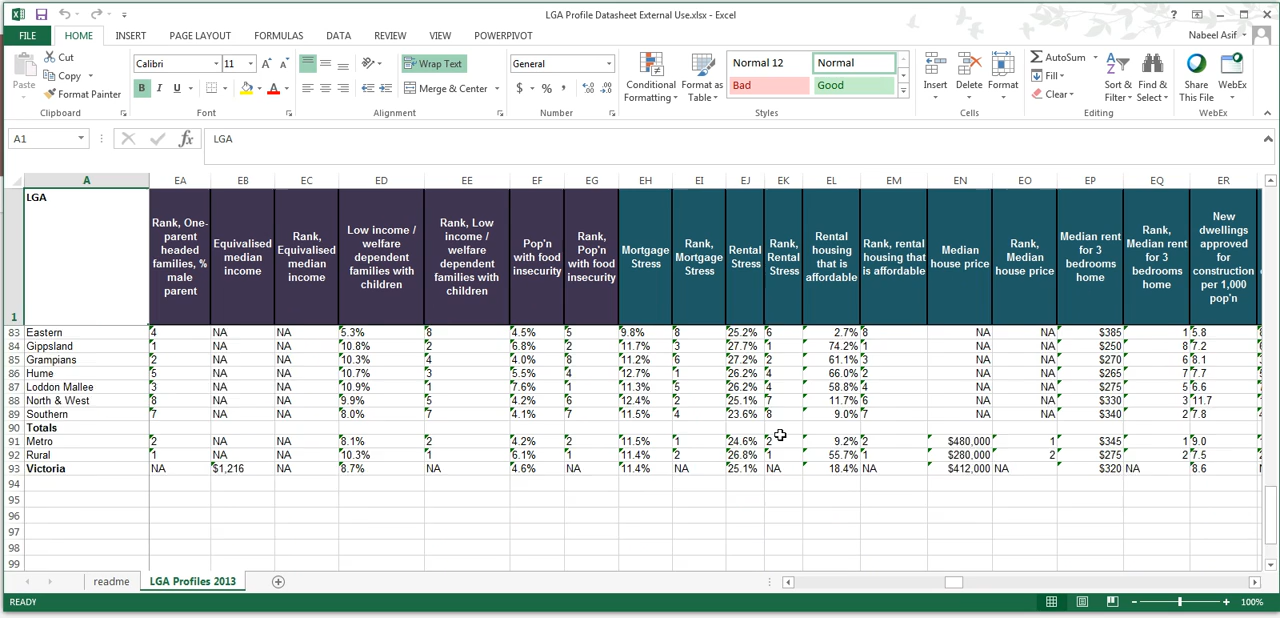 LGA Profile Datasheet External Use.xlsx - Excel
?
FILE HOME INSERT PAGE LAYOUT FORMULAS DATA REVIEW VIEW POWERPIVOT Nabeel Asif
Paste Cut Copy Format Painter
Calibri 11 A A
B I U A
Wrap Text
Merge & Center
General
$ % ,
Conditional Formatting Format as Table
Normal 12 Normal
Bad Good
Insert Delete Format
AutoSum Fill Clear
Sort & Filter Find & Select
Share This File WebEx
Clipboard Font Alignment Number Styles Cells Editing WebEx
A1 fx LGA
A EA EB EC ED EE EF EG EH EI EJ EK EL EM EN EO EP EQ ER
1 LGA Rank, One-parent headed families, % male parent Equivalised median income Rank, Equivalised median income Low income / welfare dependent families with children Rank, Low income / welfare dependent families with children Pop'n with food insecurity Rank, Pop'n with food insecurity Mortgage Stress Rank, Mortgage Stress Rental Stress Rank, Rental Stress Rental housing that is affordable Rank, rental housing that is affordable Median house price Rank, Median house price Median rent for 3 bedrooms home Rank, Median rent for 3 bedrooms home New dwellings approved for construction per 1,000 pop'n
83 Eastern 4 NA NA 5.3% 8 4.5% 5 9.8% 8 25.2% 6 2.7% 8 NA NA $385 1 5.8
84 Gippsland 1 NA NA 10.8% 2 6.8% 2 11.7% 3 27.7% 1 74.2% 1 NA NA $250 8 7.2
85 Grampians 2 NA NA 10.3% 4 4.0% 8 11.2% 6 27.2% 2 61.1% 3 NA NA $270 6 8.1
86 Hume 5 NA NA 10.7% 3 5.5% 4 12.7% 1 26.2% 4 66.0% 2 NA NA $265 7 7.7
87 Loddon Mallee 3 NA NA 10.9% 1 7.6% 1 11.3% 5 26.2% 4 58.8% 4 NA NA $275 5 6.6
88 North & West 6 NA NA 9.9% 5 4.2% 6 12.4% 2 25.1% 7 11.7% 6 NA NA $330 3 11.7
89 Southern 7 NA NA 8.0% 7 4.1% 7 11.5% 4 23.6% 8 9.0% 7 NA NA $340 2 7.8
90 Totals
91 Metro 2 NA NA 8.1% 2 4.2% 2 11.5% 1 24.6% 2 9.2% 2 $480,000 1 $345 1 9.0
92 Rural 1 NA NA 10.3% 1 6.1% 1 11.4% 2 26.8% 1 55.7% 1 $280,000 2 $275 2 7.5
93 Victoria NA $1,216 NA 8.7% NA 4.6% NA 11.4% NA 25.1% NA 18.4% NA $412,000 NA $320 NA 8.6
94
95
96
97
98
99
readme LGA Profiles 2013
READY 100%